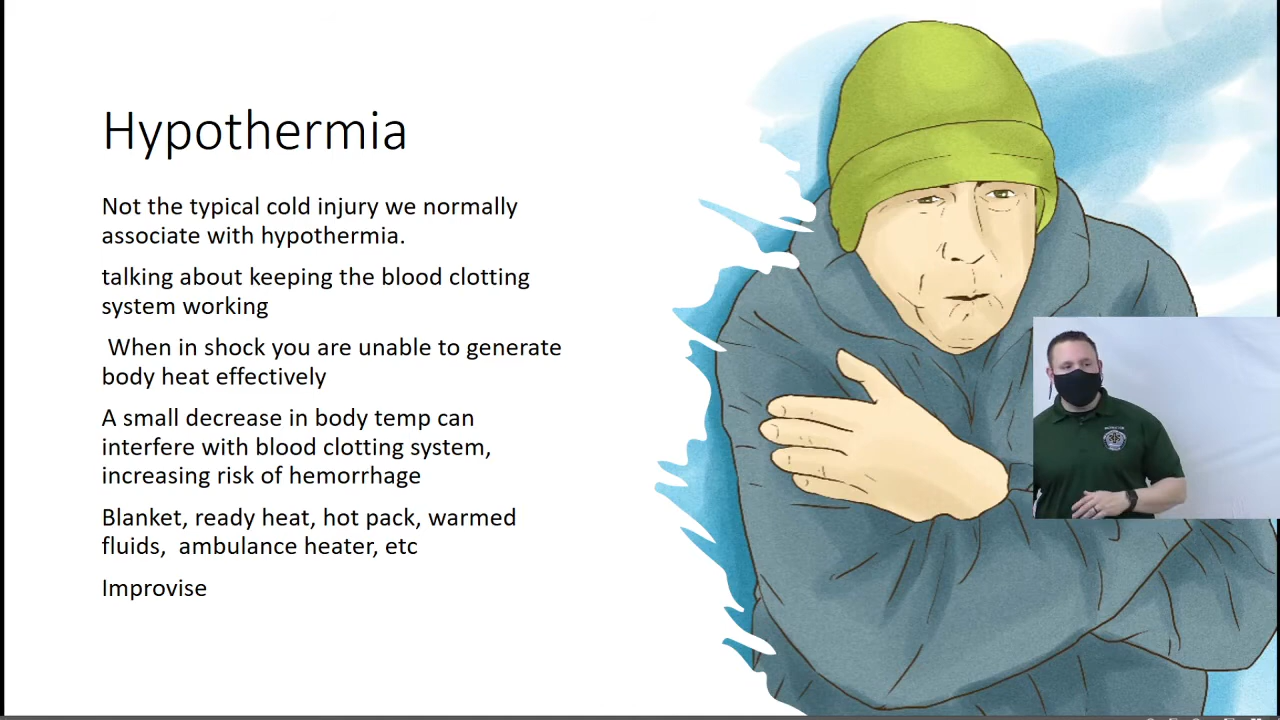 Hypothermia
Not the typical cold injury we normally
associate with hypothermia.
talking about keeping the blood clotting
system working
When in shock you are unable to generate
body heat effectively
A small decrease in body temp can
interfere with blood clotting system,
increasing risk of hemorrhage
Blanket, ready heat, hot pack, warmed
fluids,  ambulance heater, etc
Improvise